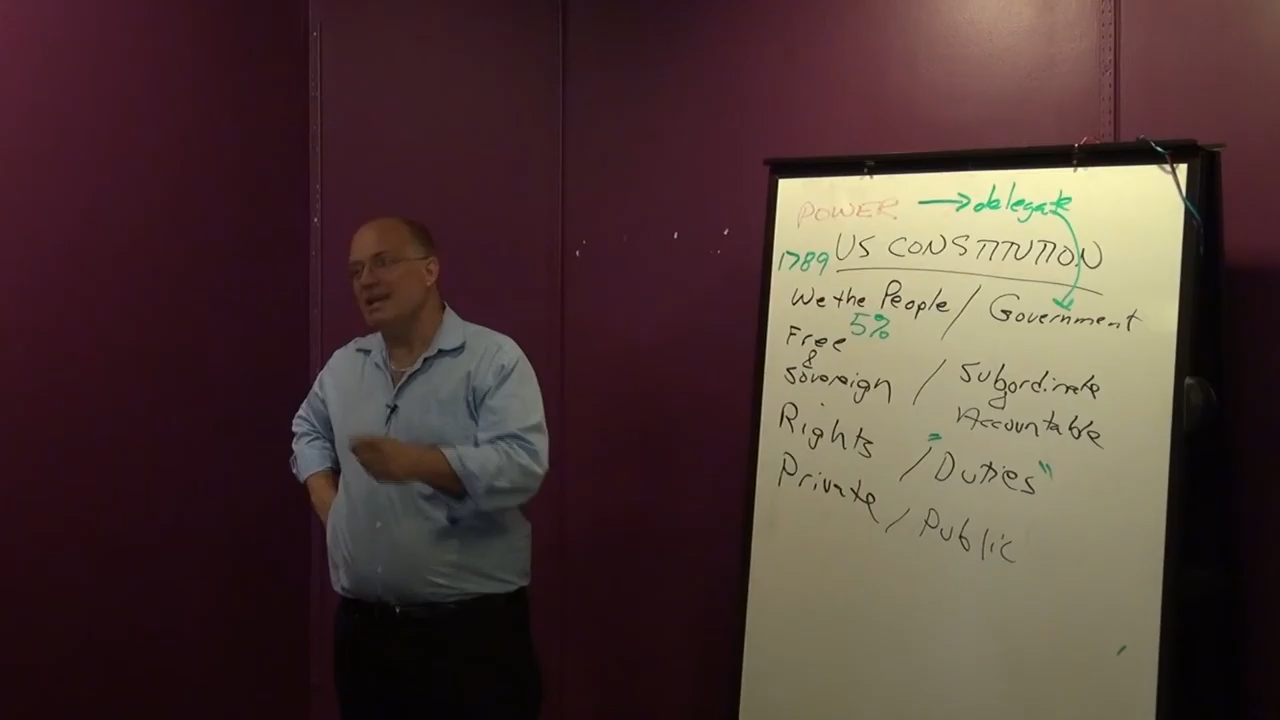 POWER → delegate
1789 US CONSTITUTION
We the People / Government
5%
Free
&
Sovereign / Subordinate
Accountable
Rights / "Duties"
Private / Public